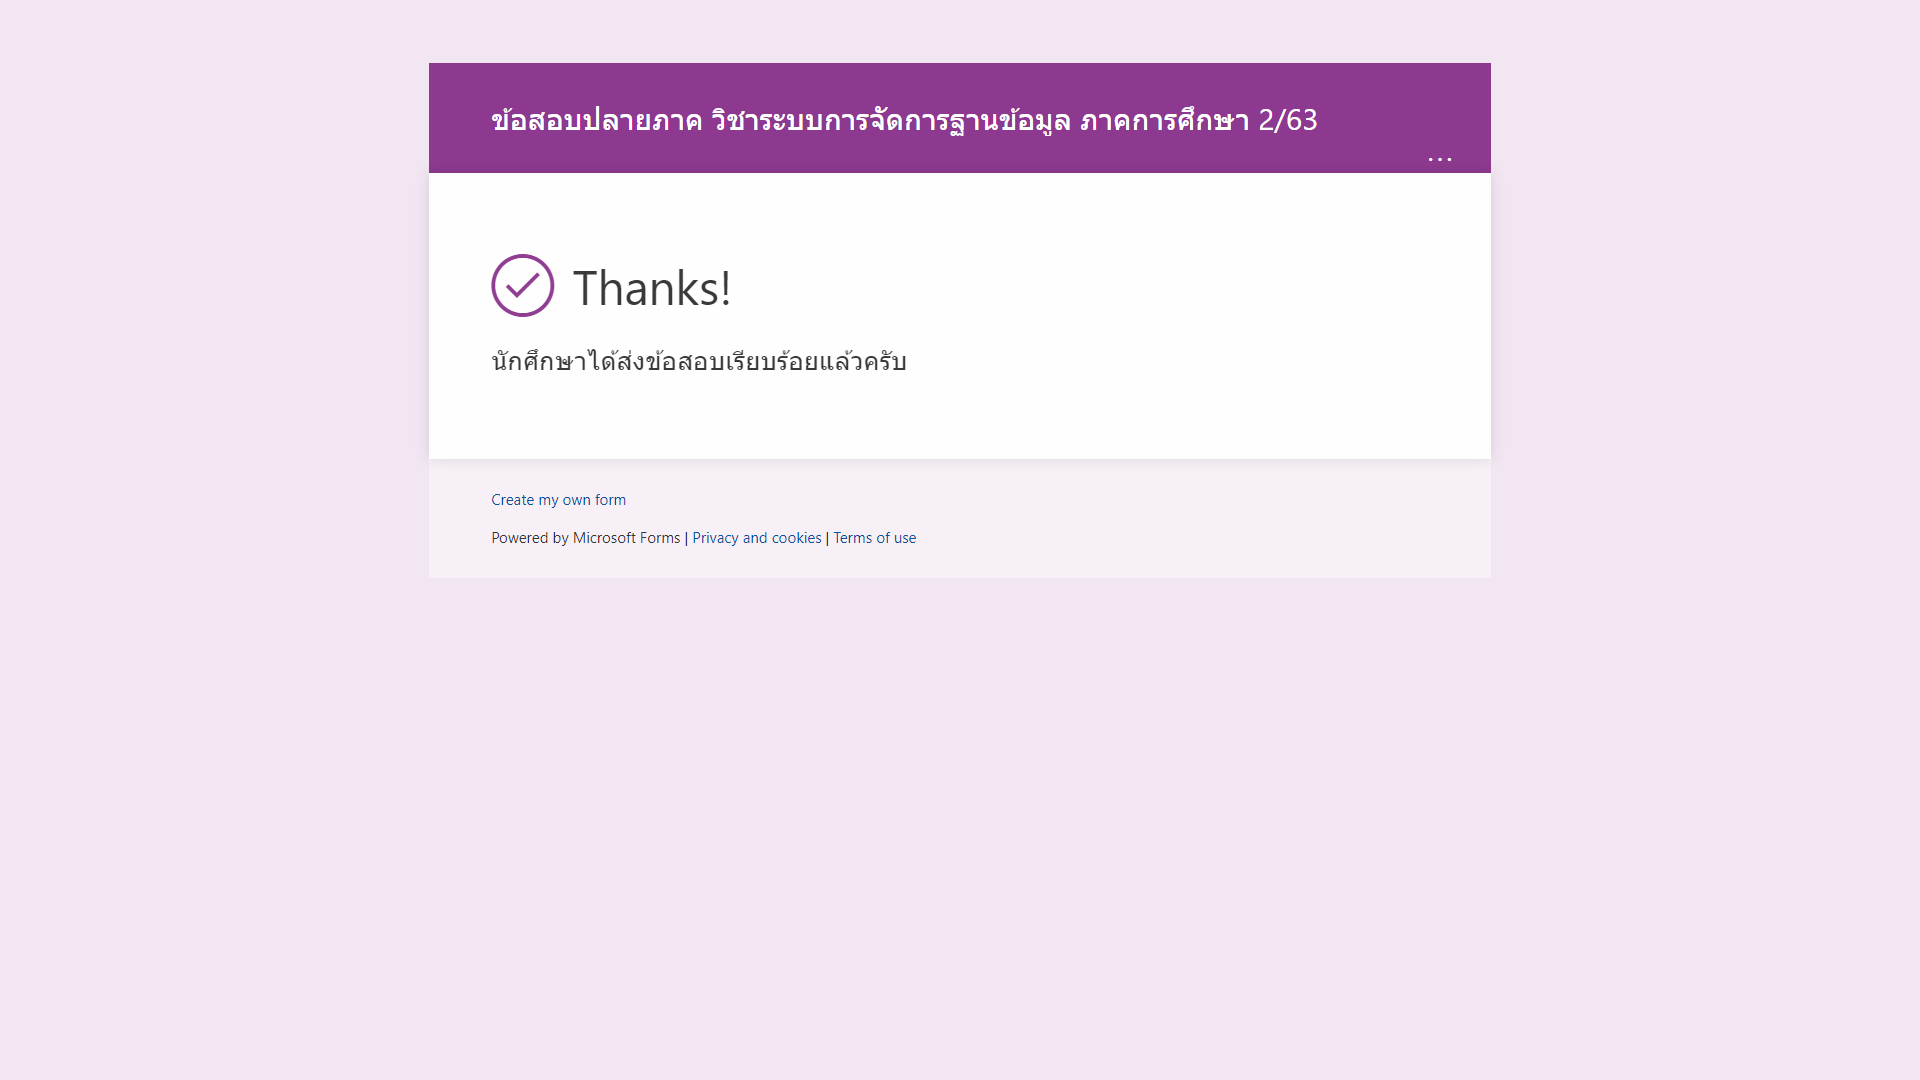 ข้อสอบปลายภาค วิชาระบบการจัดการฐานข้อมูล ภาคการศึกษา 2/63
...
Thanks!
นักศึกษาได้ส่งข้อสอบเรียบร้อยแล้วครับ
Create my own form
Powered by Microsoft Forms | Privacy and cookies | Terms of use